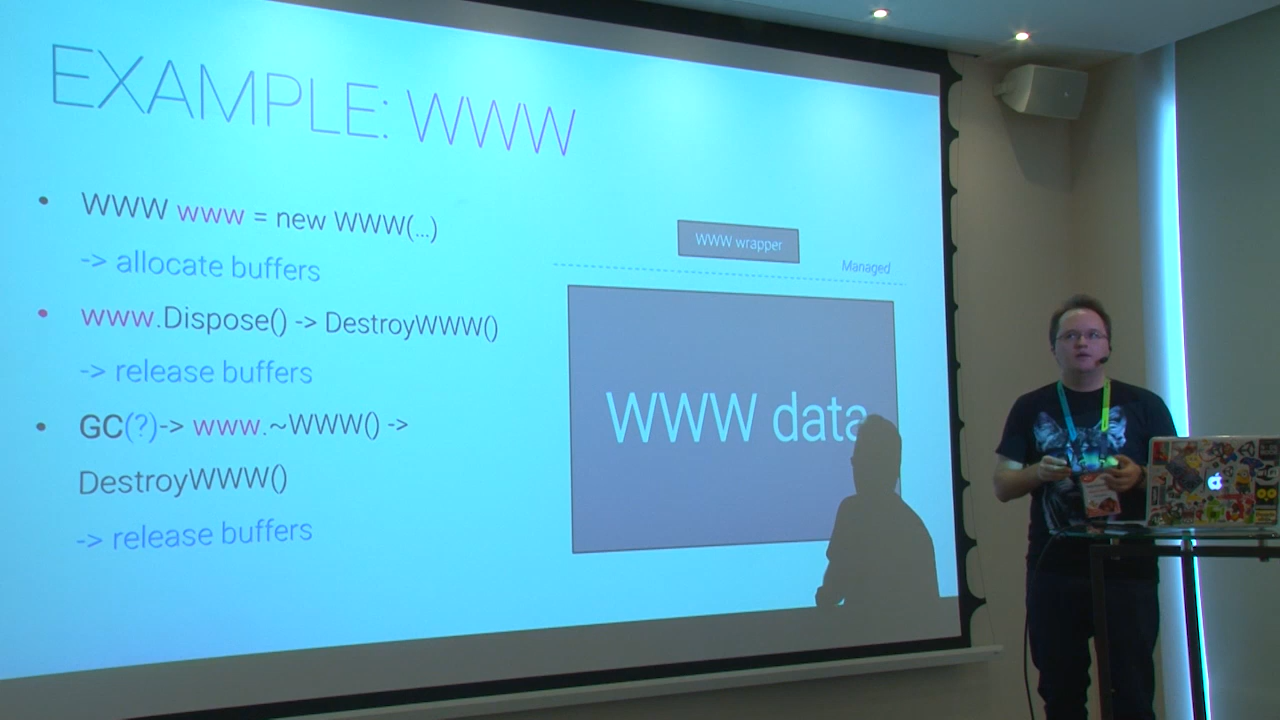 EXAMPLE: WWW
• WWW www = new WWW(...)
-> allocate buffers
• www.Dispose() -> DestroyWWW()
-> release buffers
• GC(?)-> www.~WWW() ->
DestroyWWW()
-> release buffers
WWW wrapper
Managed
WWW data